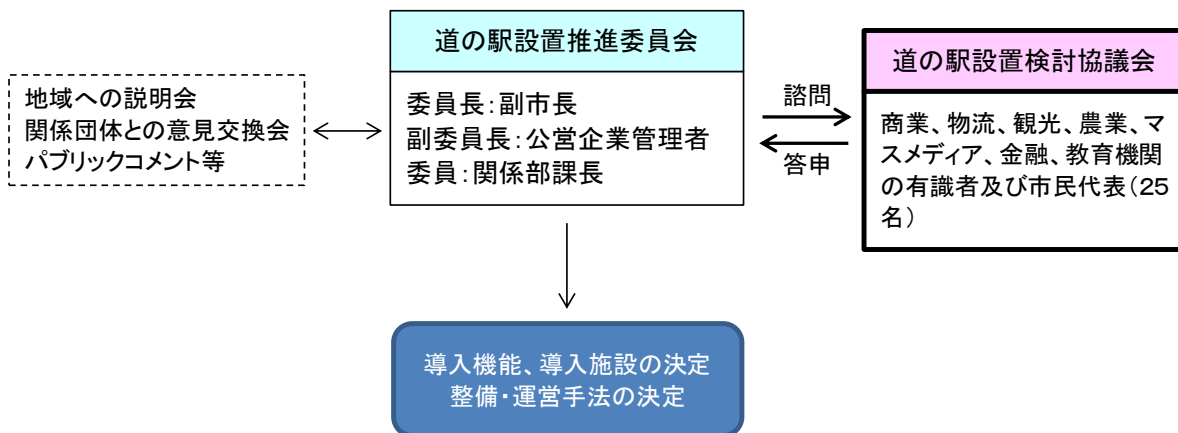 道の駅設置推進委員会
委員長：副市長
副委員長：公営企業管理者
委員：関係部課長
地域への説明会
関係団体との意見交換会
パブリックコメント等
諮問
答申
道の駅設置検討協議会
商業、物流、観光、農業、マ
スメディア、金融、教育機関
の有識者及び市民代表（25
名）
導入機能、導入施設の決定
整備・運営手法の決定